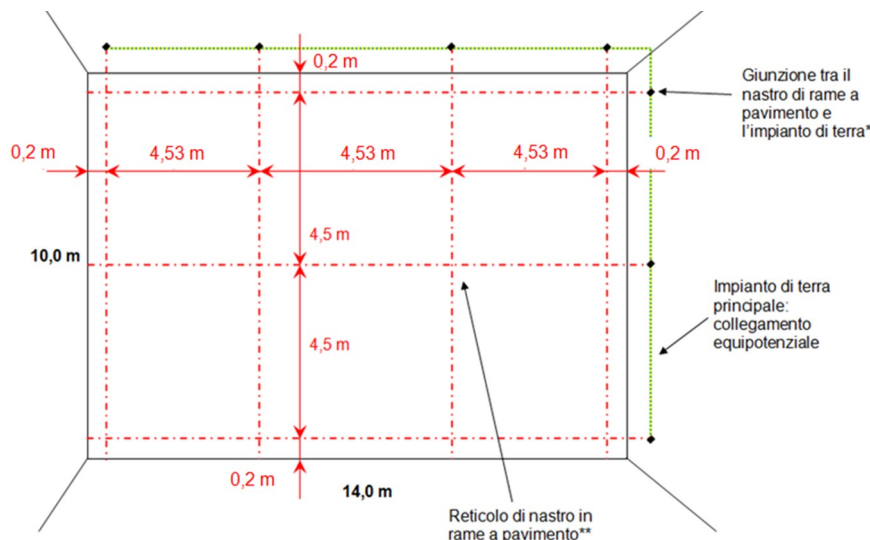 0,2 m
Giunzione tra il
nastro di rame a
pavimento e
l'impianto di terra*
0,2 m
4,53 m
4,53 m
4,53 m
0,2 m
4,5 m
10,0 m
Impianto di terra
principale:
collegamento
equipotenziale
4,5 m
0,2 m
14,0 m
Reticolo di nastro in
rame a pavimento**